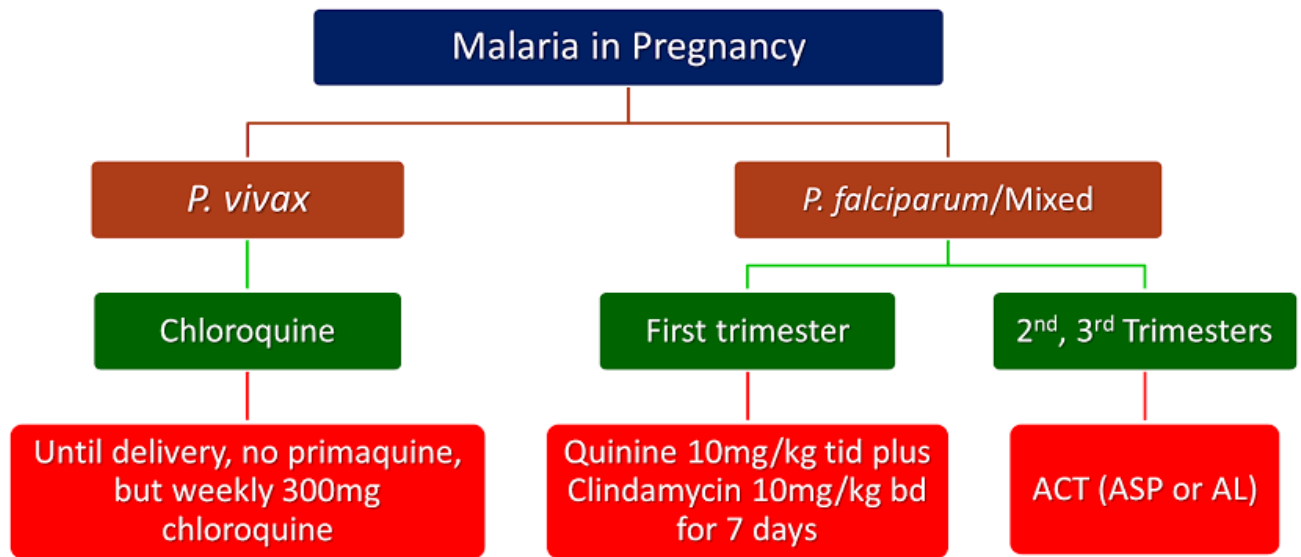 Malaria in Pregnancy
P. vivax
P. falciparum/Mixed
Chloroquine
First trimester
2nd, 3rd Trimesters
Until delivery, no primaquine,
but weekly 300mg
chloroquine
Quinine 10mg/kg tid plus
Clindamycin 10mg/kg bd
for 7 days
ACT (ASP or AL)